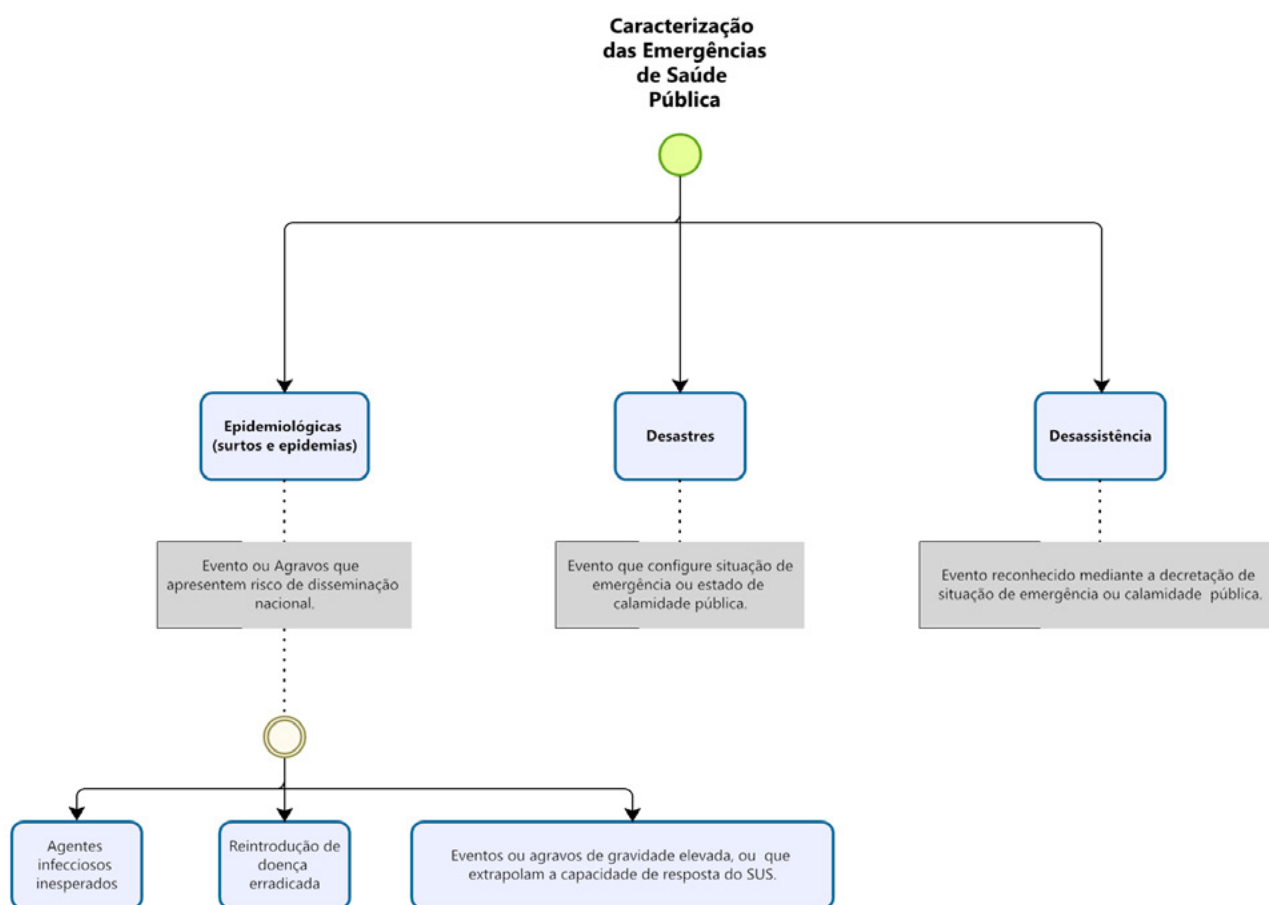 Caracterização
das Emergências
de Saúde
Pública
Epidemiológicas
(surtos e epidemias)
Desastres
Desassistência
Evento ou Agravos que
apresentem risco de disseminação
nacional.
Evento que configure situação de
emergência ou estado de
calamidade pública.
Evento reconhecido mediante a decretação de
situação de emergência ou calamidade pública.
Agentes
infecciosos
inesperados
Reintrodução de
doença
erradicada
Eventos ou agravos de gravidade elevada, ou que
extrapolam a capacidade de resposta do SUS.